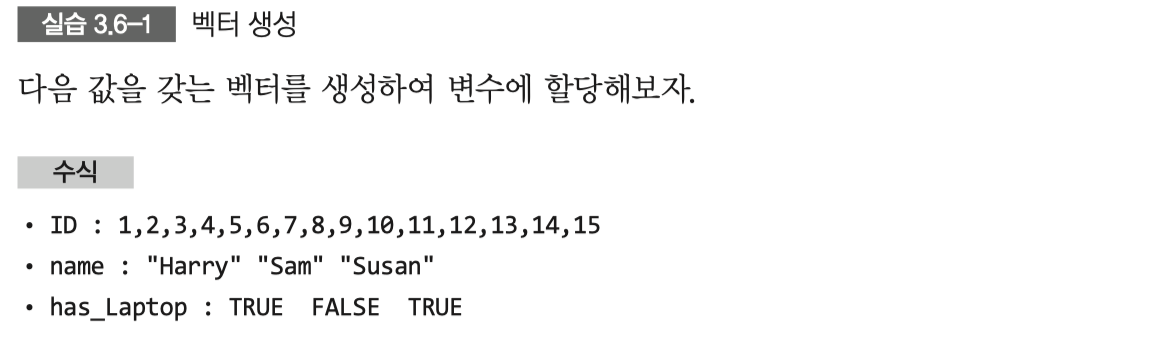 실습 3.6-1 벡터 생성
다음 값을 갖는 벡터를 생성하여 변수에 할당해보자.
수식
• ID : 1,2,3,4,5,6,7,8,9,10,11,12,13,14,15
• name : "Harry" "Sam" "Susan"
• has_Laptop : TRUE FALSE TRUE